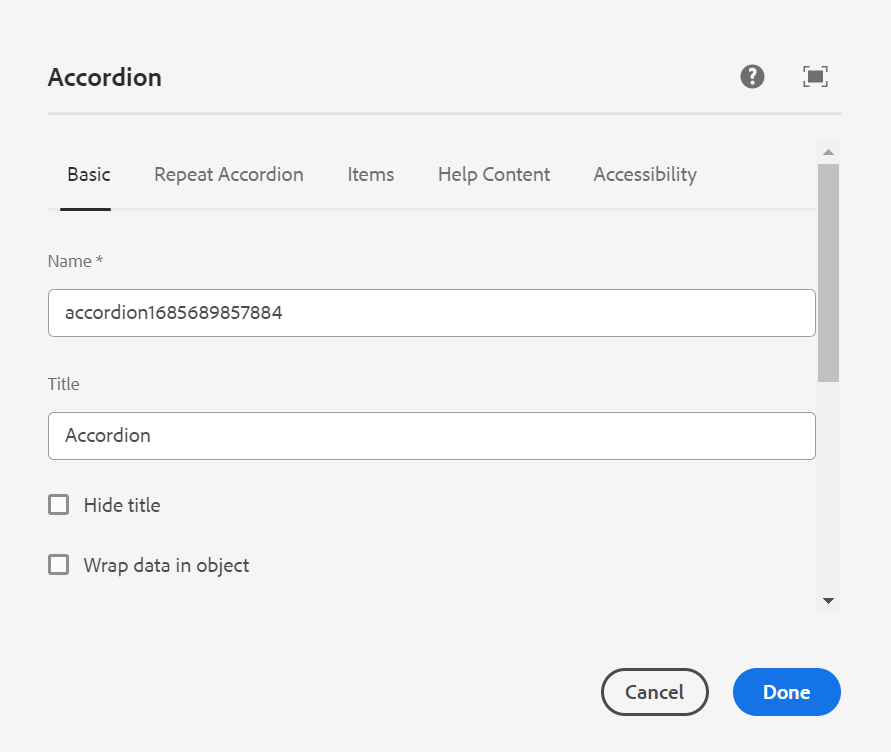 Accordion
Basic Repeat Accordion Items Help Content Accessibility
Name *
accordion1685689857884
Title
Accordion
Hide title
Wrap data in object
Cancel Done